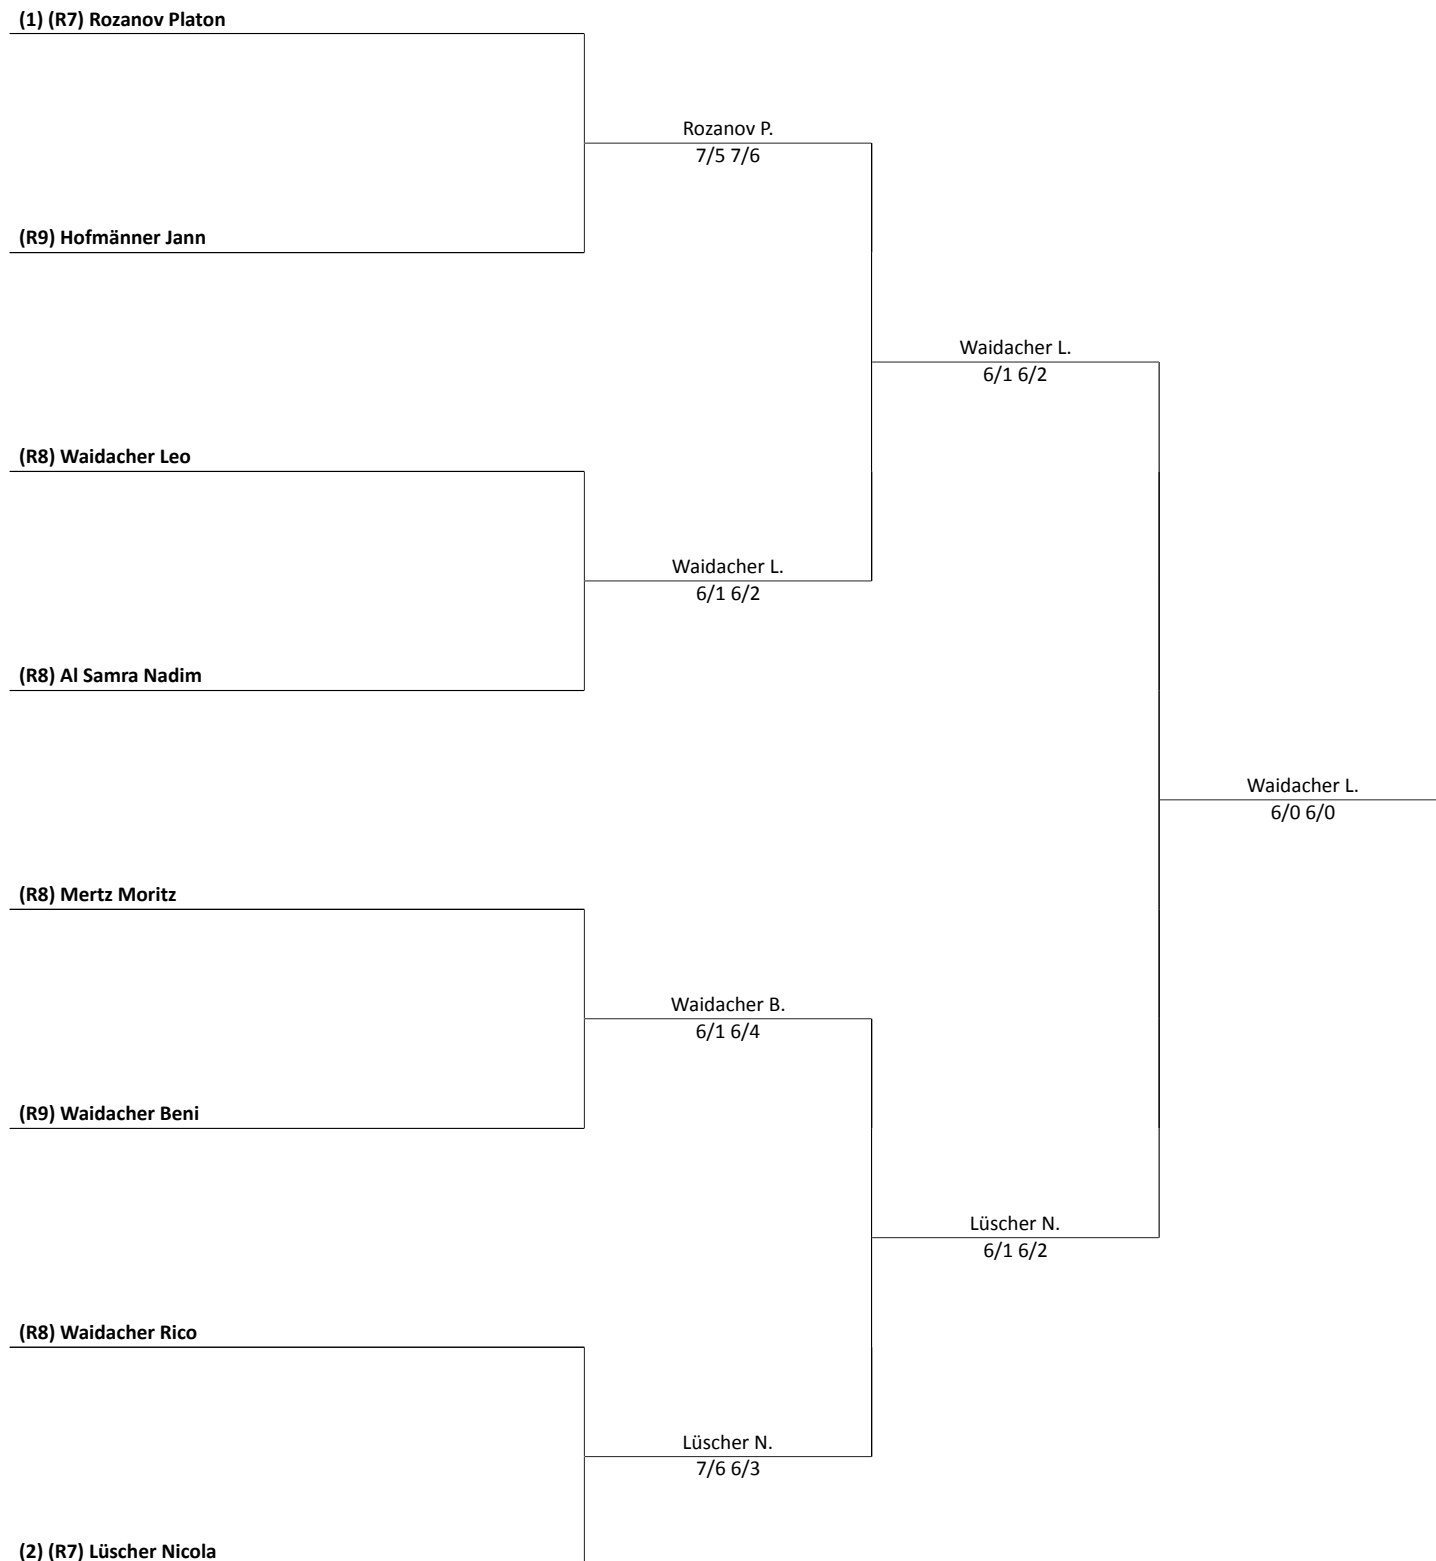 (1) (R7) Rozanov Platon
Rozanov P.
7/5 7/6
(R9) Hofmänner Jann
Waidacher L.
6/1 6/2
(R8) Waidacher Leo
Waidacher L.
6/1 6/2
(R8) Al Samra Nadim
Waidacher L.
6/0 6/0
(R8) Mertz Moritz
Waidacher B.
6/1 6/4
(R9) Waidacher Beni
Lüscher N.
6/1 6/2
(R8) Waidacher Rico
Lüscher N.
7/6 6/3
(2) (R7) Lüscher Nicola